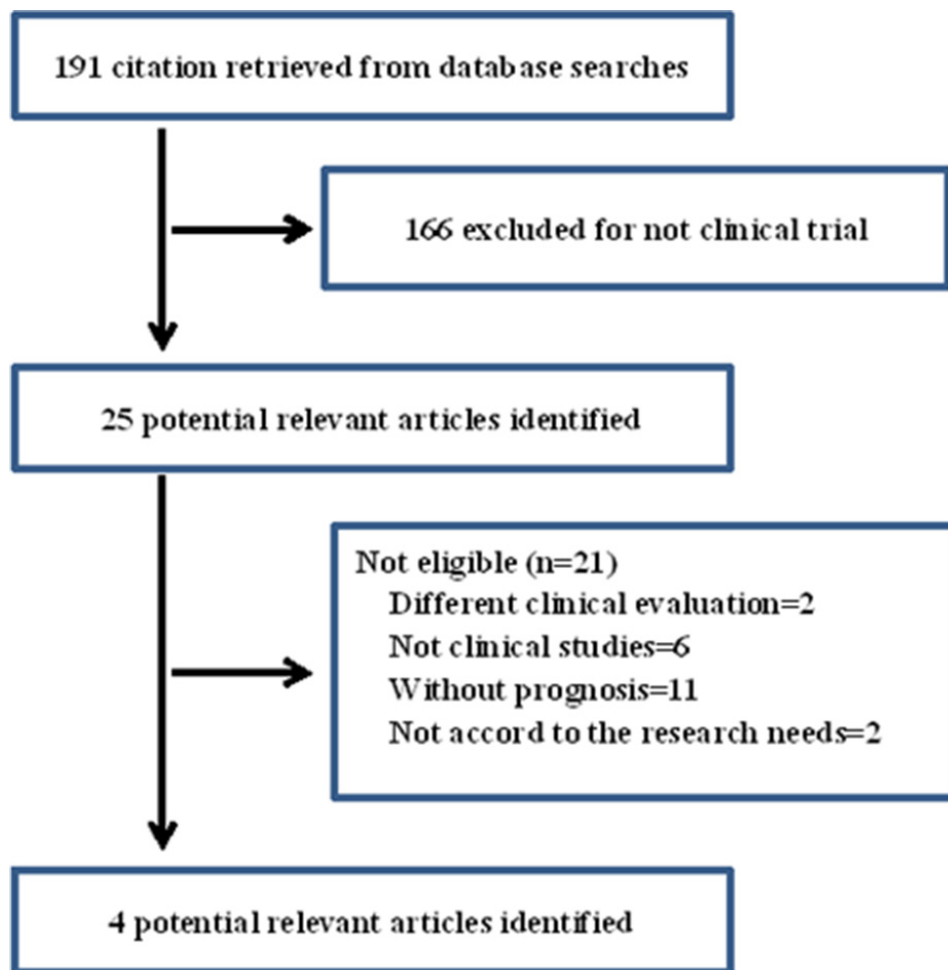 191 citation retrieved from database searches
166 excluded for not clinical trial
25 potential relevant articles identified
Not eligible (n=21)
Different clinical evaluation=2
Not clinical studies=6
Without prognosis=11
Not accord to the research needs=2
4 potential relevant articles identified